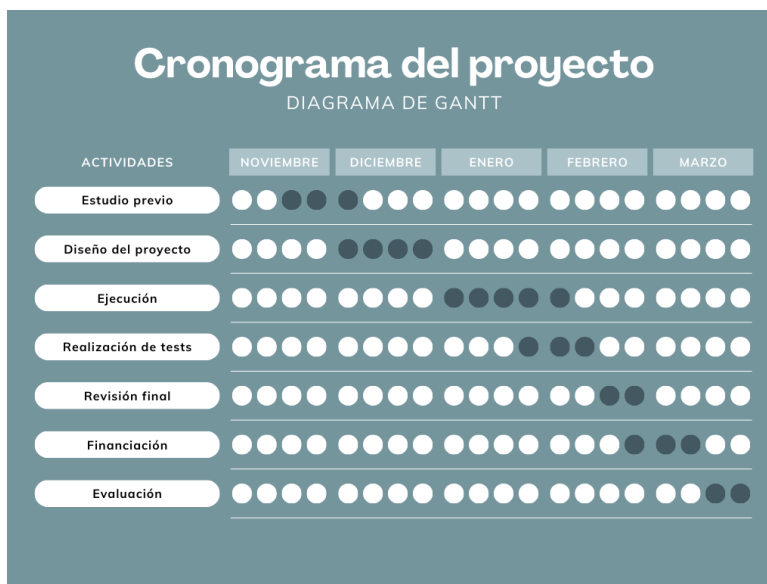 Cronograma del proyecto
DIAGRAMA DE GANTT
ACTIVIDADES NOVIEMBRE DICIEMBRE ENERO FEBRERO MARZO
Estudio previo
Diseño del proyecto
Ejecución
Realización de tests
Revisión final
Financiación
Evaluación